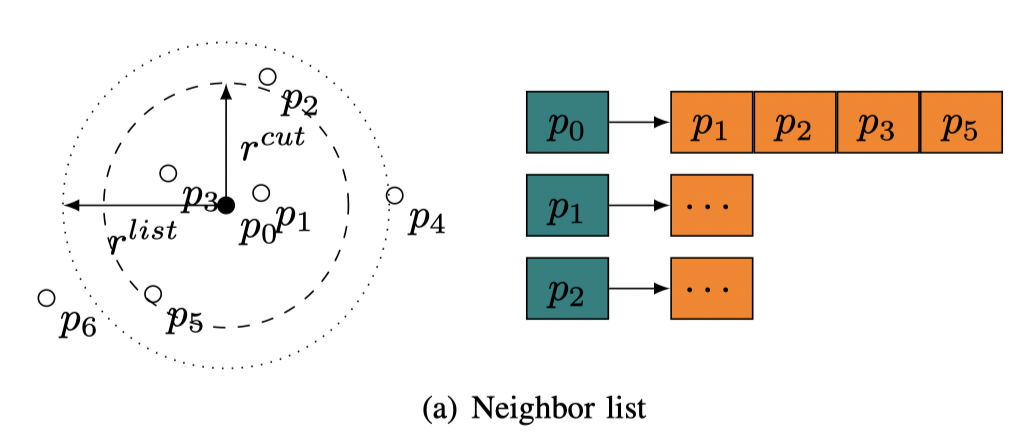 p2
r^cut
p3
p0 p1
r^list
p4
p5
p6
p0 p1 p2 p3 p5
p1 ...
p2 ...
(a) Neighbor list